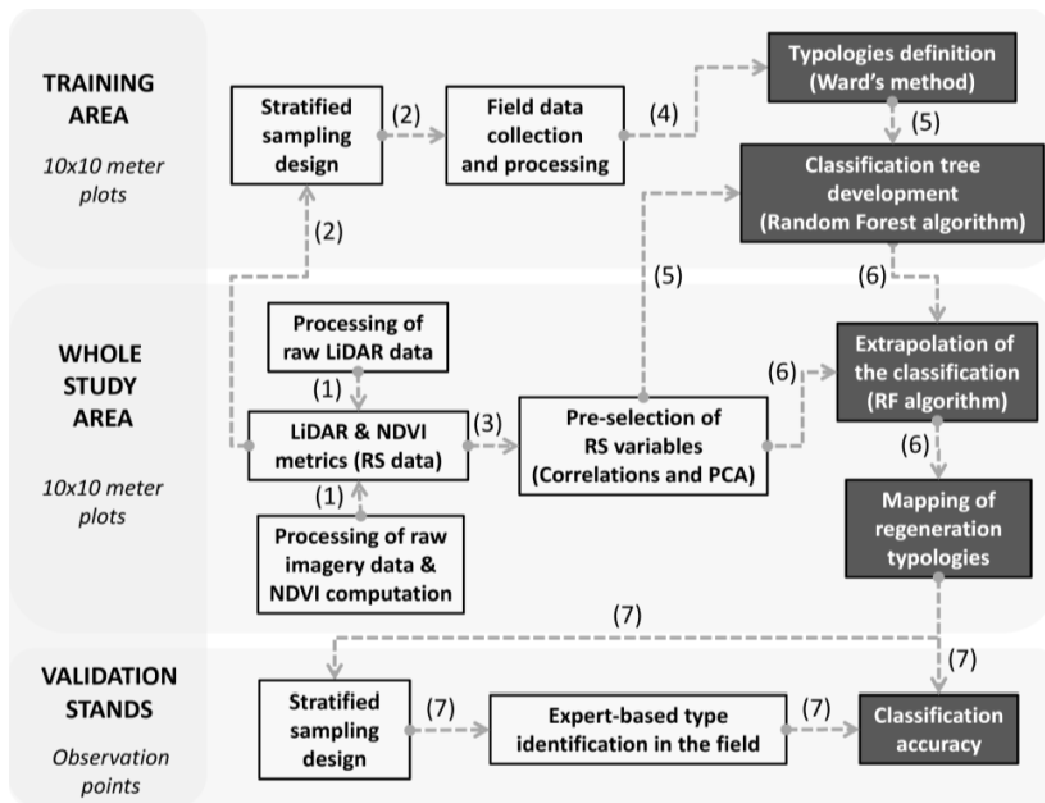 TRAINING
AREA
10x10 meter
plots
Stratified
sampling
design
(2)
Field data
collection
and processing
(4)
Typologies definition
(Ward's method)
(5)
Classification tree
development
(Random Forest algorithm)
(2)
(5)
(6)
WHOLE
STUDY
AREA
10x10 meter
plots
Processing of
raw LiDAR data
(1)
LiDAR & NDVI
metrics (RS data)
(1)
Processing of raw
imagery data &
NDVI computation
(3)
Pre-selection of
RS variables
(Correlations and PCA)
(6)
Extrapolation of
the classification
(RF algorithm)
(6)
Mapping of
regeneration
typologies
(7)
(7)
VALIDATION
STANDS
Observation
points
Stratified
sampling
design
(7)
Expert-based type
identification in the field
(7)
Classification
accuracy